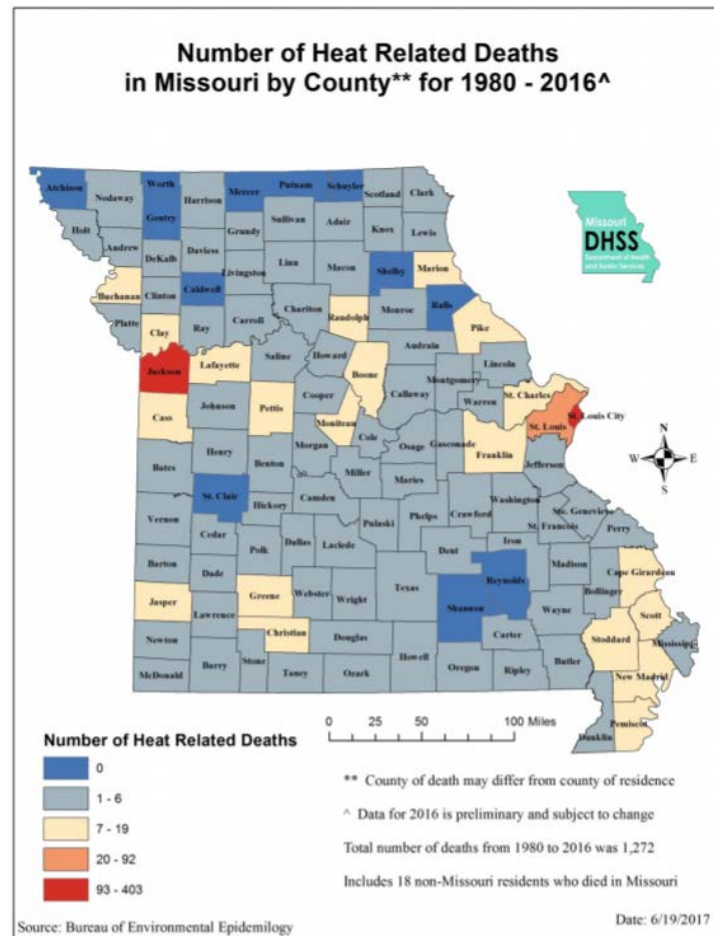 Number of Heat Related Deaths
in Missouri by County** for 1980 - 2016^
Missouri
DHSS
Department of Health
and Senior Services
Atchison
Nodaway
Worth
Gentry
Harrison
Mercer
Putnam
Schuyler
Scotland
Clark
Holt
Andrew
DeKalb
Daviess
Grundy
Sullivan
Adair
Knox
Lewis
Buchanan
Clinton
Caldwell
Livingston
Linn
Macon
Shelby
Marion
Platte
Clay
Ray
Carroll
Chariton
Randolph
Monroe
Ralls
Pike
Jackson
Lafayette
Saline
Howard
Boone
Audrain
Callaway
Montgomery
Lincoln
Warren
St. Charles
St. Louis
St. Louis City
Cass
Johnson
Pettis
Cooper
Moniteau
Cole
Osage
Gasconade
Franklin
Jefferson
Bates
Henry
Benton
Morgan
Miller
Maries
St. Clair
Hickory
Camden
Pulaski
Phelps
Crawford
Washington
St. Francois
Ste. Genevieve
Perry
Vernon
Cedar
Polk
Dallas
Laclede
Dent
Iron
Madison
Bollinger
Cape Girardeau
Barton
Dade
Greene
Webster
Wright
Texas
Shannon
Reynolds
Wayne
Scott
Mississippi
Jasper
Lawrence
Christian
Douglas
Howell
Carter
Butler
Stoddard
New Madrid
Newton
McDonald
Barry
Stone
Taney
Ozark
Oregon
Ripley
Dunklin
Pemiscot
N
W
E
S
0 25 50 100 Miles
Number of Heat Related Deaths
0
1 - 6
7 - 19
20 - 92
93 - 403
** County of death may differ from county of residence
^ Data for 2016 is preliminary and subject to change
Total number of deaths from 1980 to 2016 was 1,272
Includes 18 non-Missouri residents who died in Missouri
Source: Bureau of Environmental Epidemilogy
Date: 6/19/2017